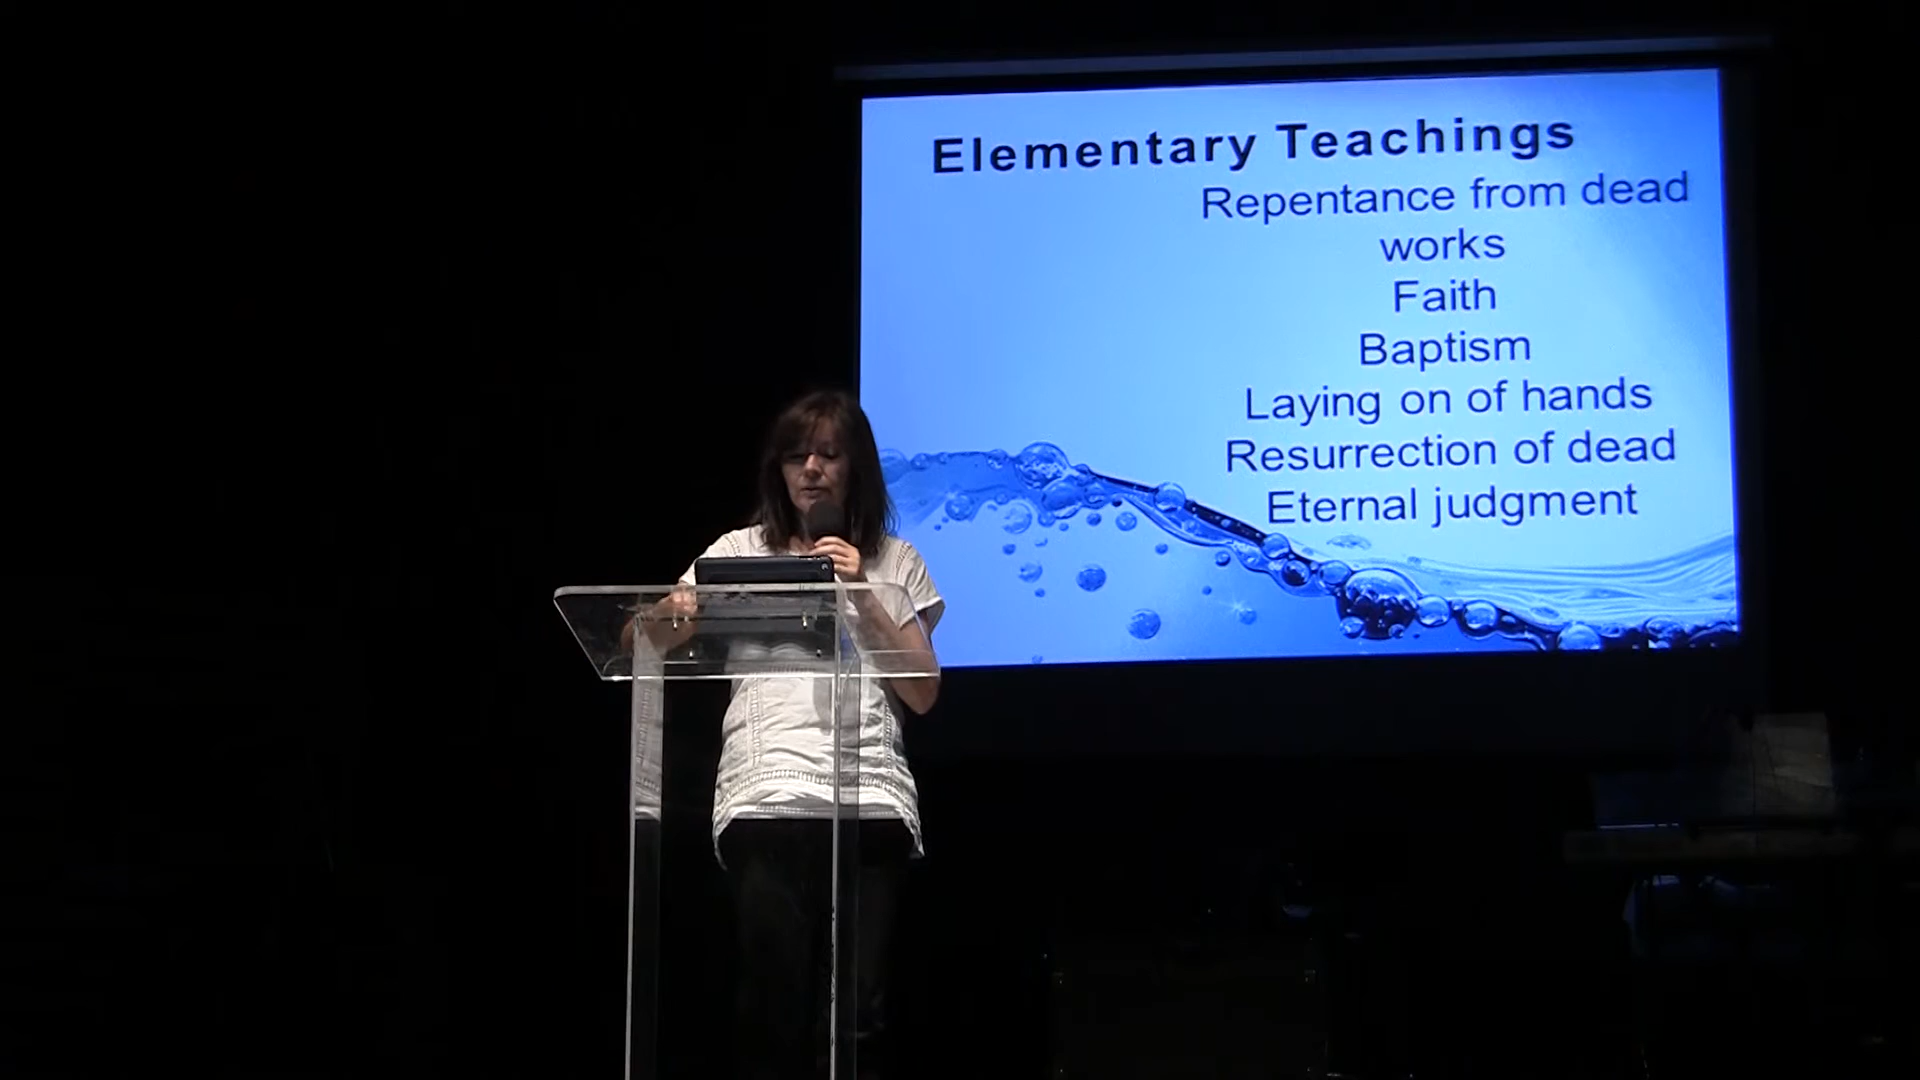 Elementary Teachings
Repentance from dead
works
Faith
Baptism
Laying on of hands
Resurrection of dead
Eternal judgment